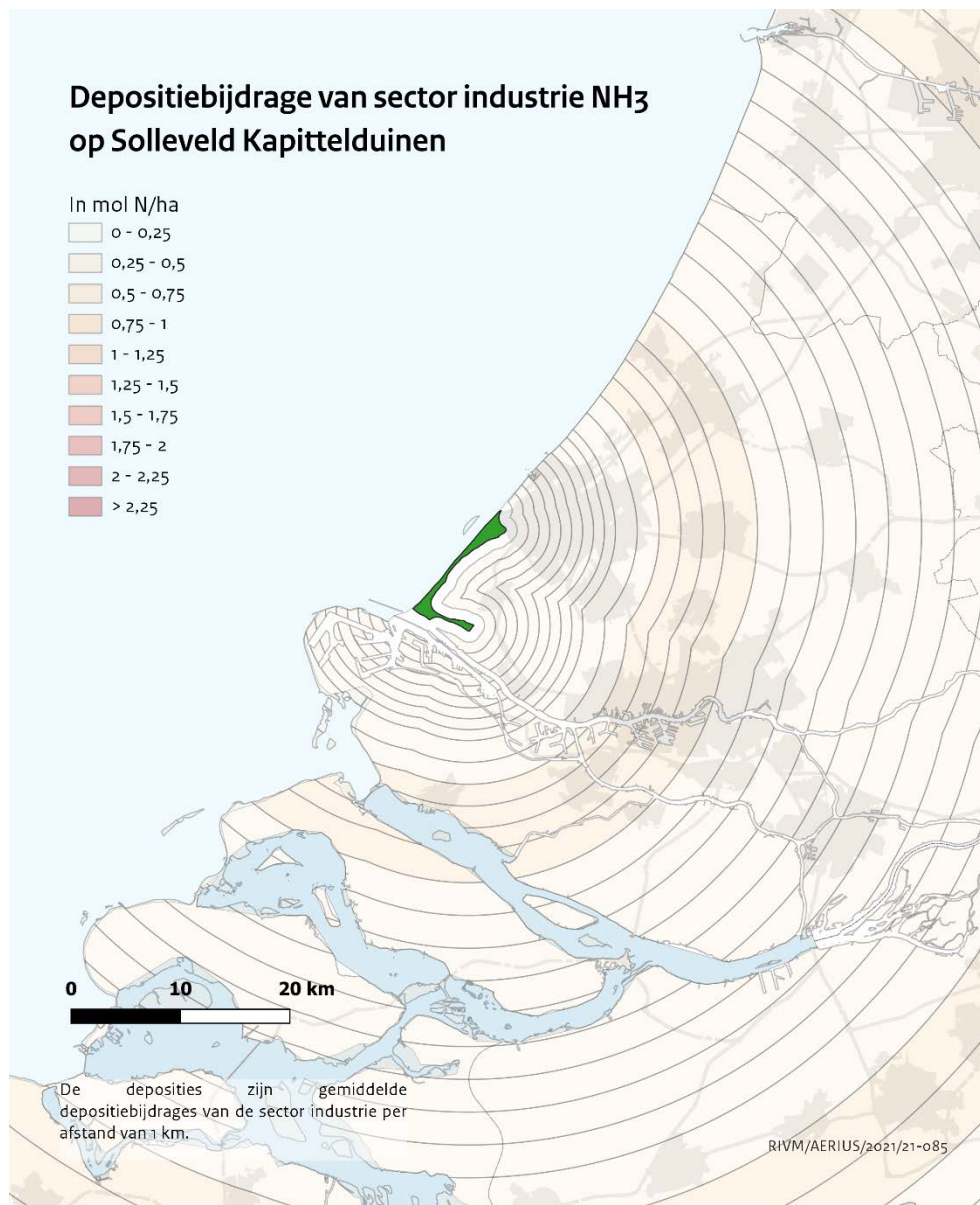 Depositiebijdrage van sector industrie NH3
op Solleveld Kapittelduinen
In mol N/ha
0 - 0,25
0,25 - 0,5
0,5 - 0,75
0,75 - 1
1 - 1,25
1,25 - 1,5
1,5 - 1,75
1,75 - 2
2 - 2,25
> 2,25
0 10 20 km
De deposities zijn gemiddelde
depositiebijdrages van de sector industrie per
afstand van 1 km.
RIVM/AERIUS/2021/21-085